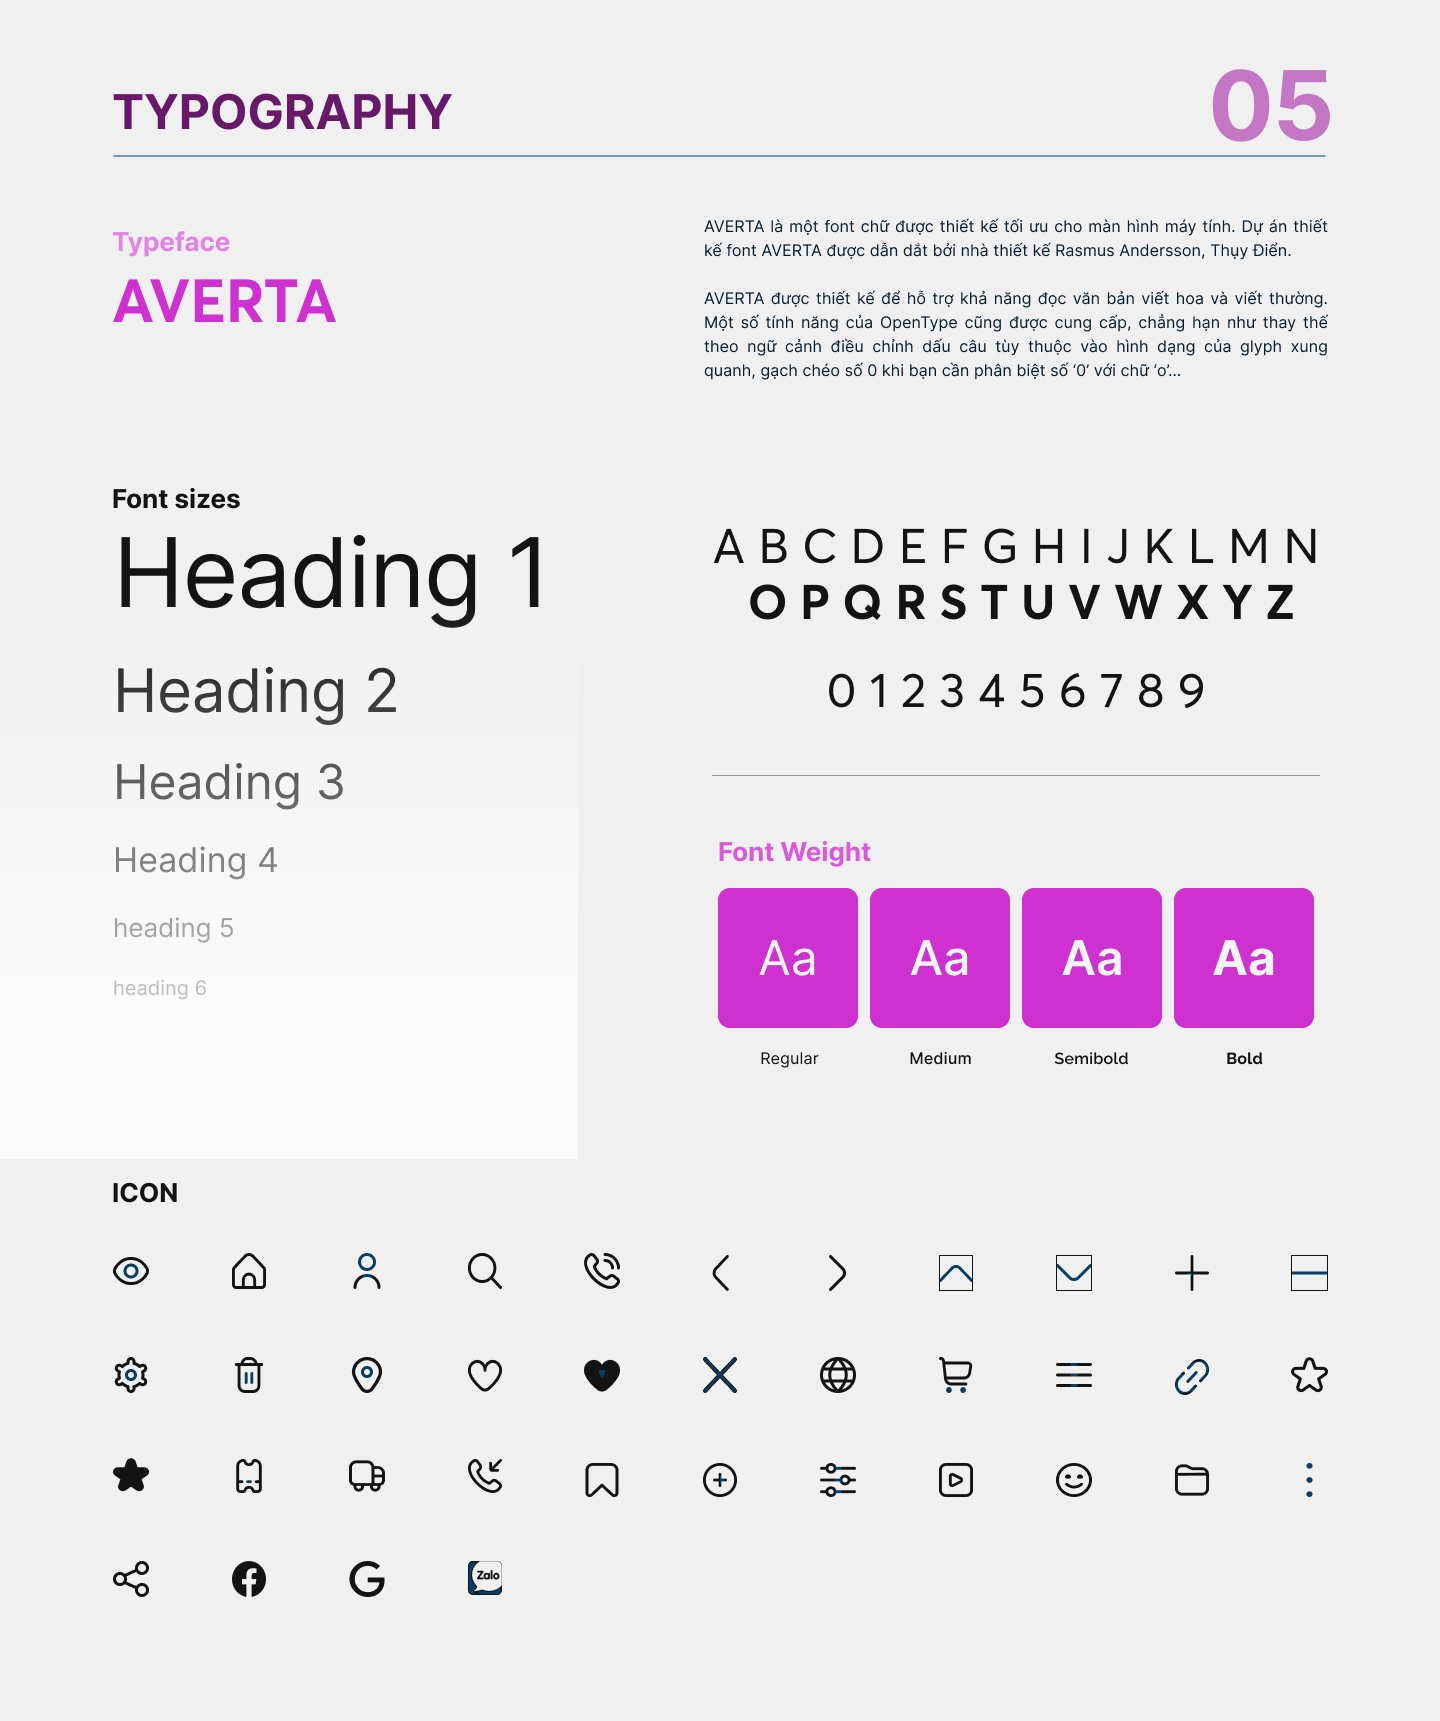 TYPOGRAPHY
05
Typeface
AVERTA
AVERTA là một font chữ được thiết kế tối ưu cho màn hình máy tính. Dự án thiết
kế font AVERTA được dẫn dắt bởi nhà thiết kế Rasmus Andersson, Thụy Điển.
AVERTA được thiết kế để hỗ trợ khả năng đọc văn bản viết hoa và viết thường.
Một số tính năng của OpenType cũng được cung cấp, chẳng hạn như thay thế
theo ngữ cảnh điều chỉnh dấu câu tùy thuộc vào hình dạng của glyph xung
quanh, gạch chéo số 0 khi bạn cần phân biệt số ‘0’ với chữ ‘o’...
Font sizes
Heading 1
Heading 2
Heading 3
Heading 4
heading 5
heading 6
A B C D E F G H I J K L M N
O P Q R S T U V W X Y Z
0 1 2 3 4 5 6 7 8 9
Font Weight
Aa Aa Aa Aa
Regular Medium Semibold Bold
ICON
Zalo